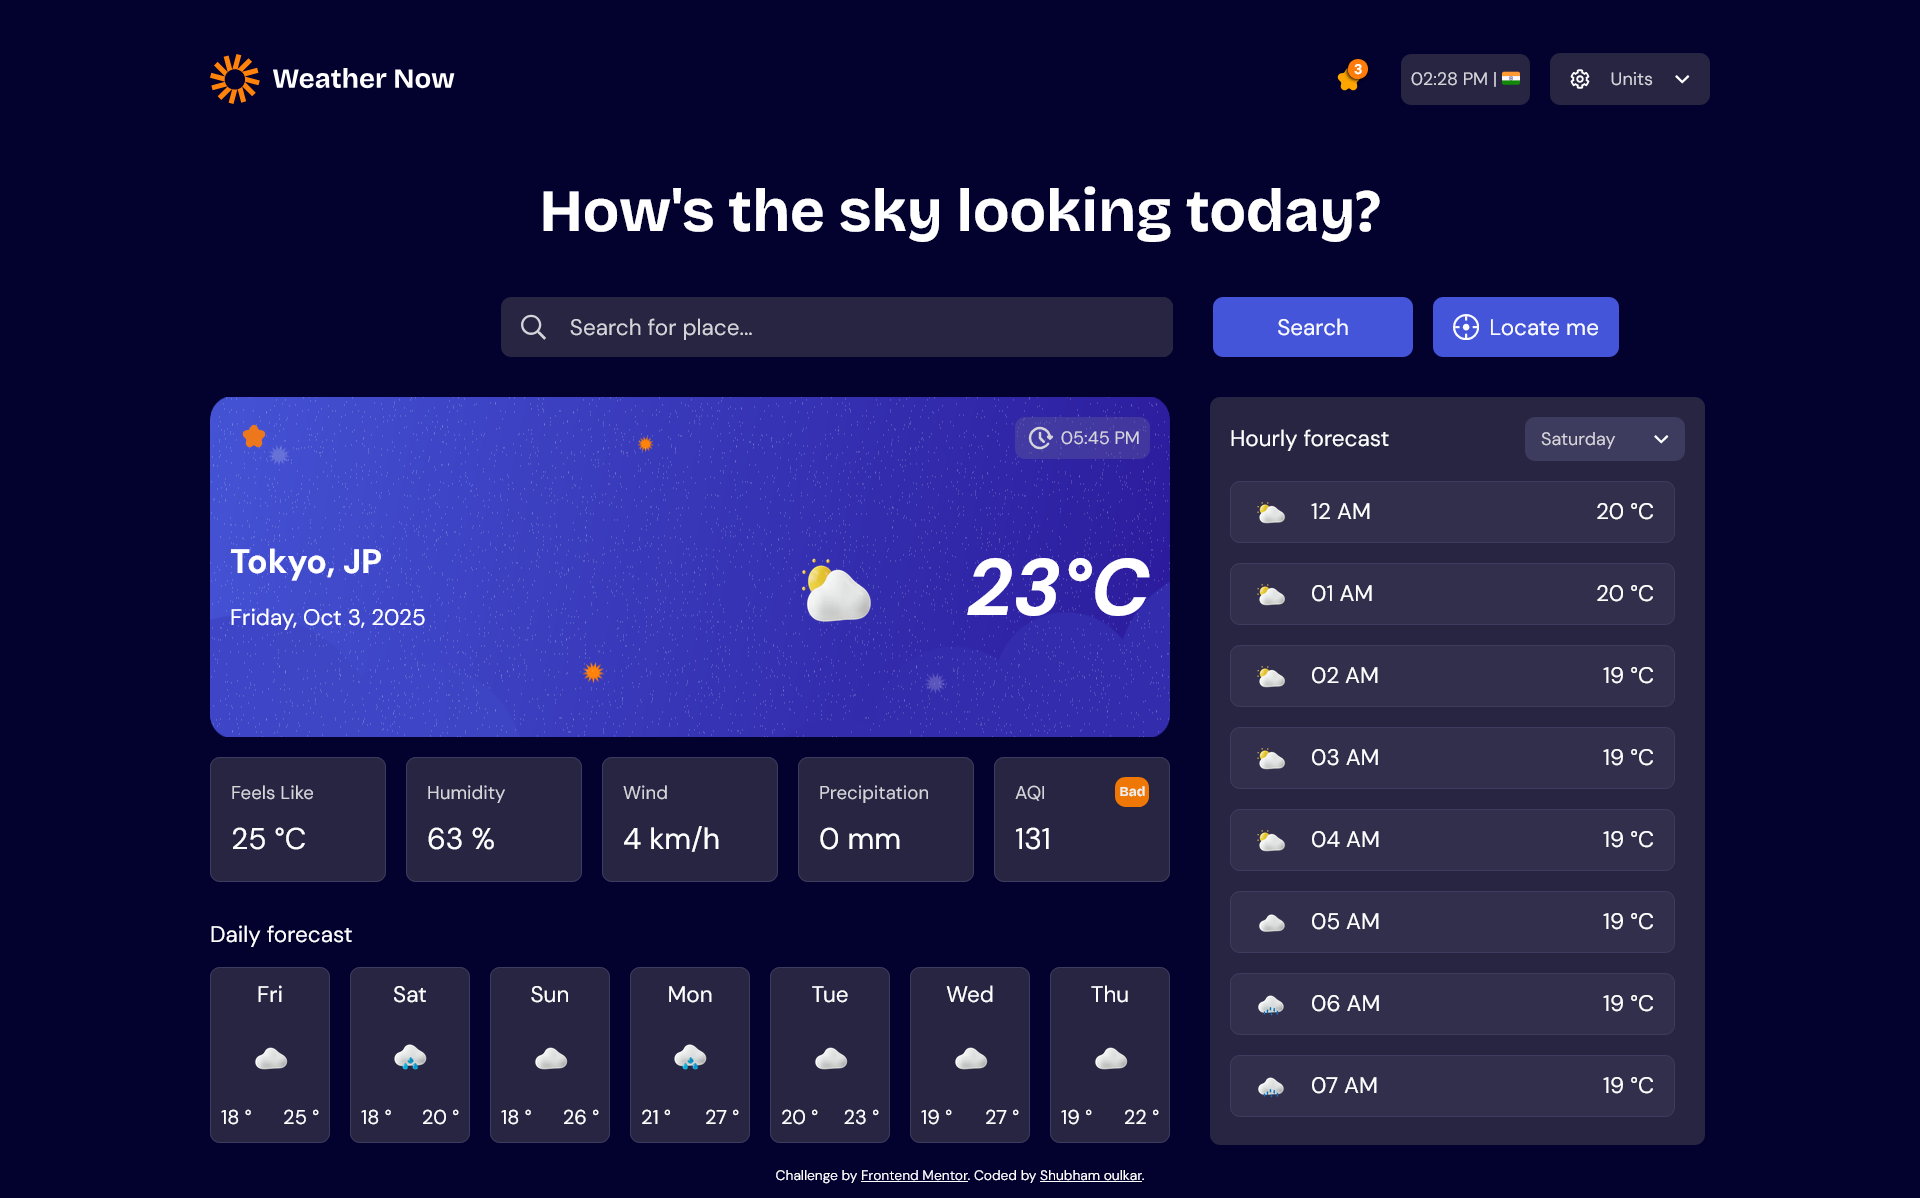 Weather Now
3
02:28 PM |
Units
How's the sky looking today?
Search for place...
Search
Locate me
05:45 PM
Tokyo, JP
Friday, Oct 3, 2025
23°C
Feels Like
25 °C
Humidity
63 %
Wind
4 km/h
Precipitation
0 mm
AQI
Bad
131
Daily forecast
Fri
18 ° 25 °
Sat
18 ° 20 °
Sun
18 ° 26 °
Mon
21 ° 27 °
Tue
20 ° 23 °
Wed
19 ° 27 °
Thu
19 ° 22 °
Hourly forecast
Saturday
12 AM 20 °C
01 AM 20 °C
02 AM 19 °C
03 AM 19 °C
04 AM 19 °C
05 AM 19 °C
06 AM 19 °C
07 AM 19 °C
Challenge by Frontend Mentor. Coded by Shubham oulkar.